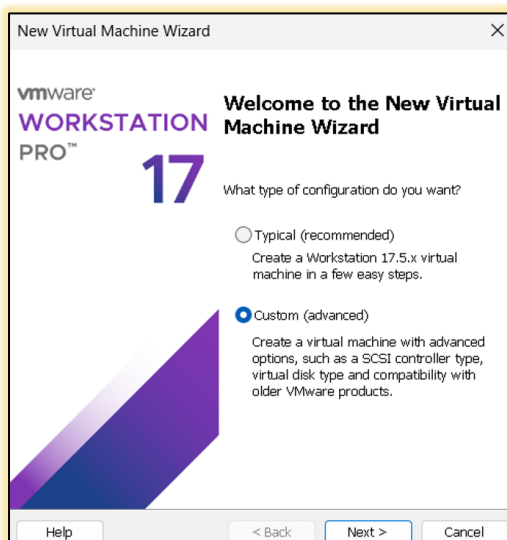 New Virtual Machine Wizard
vmware®
WORKSTATION
PRO™
17
Welcome to the New Virtual
Machine Wizard
What type of configuration do you want?
Typical (recommended)
Create a Workstation 17.5.x virtual
machine in a few easy steps.
Custom (advanced)
Create a virtual machine with advanced
options, such as a SCSI controller type,
virtual disk type and compatibility with
older VMware products.
Help
< Back
Next >
Cancel